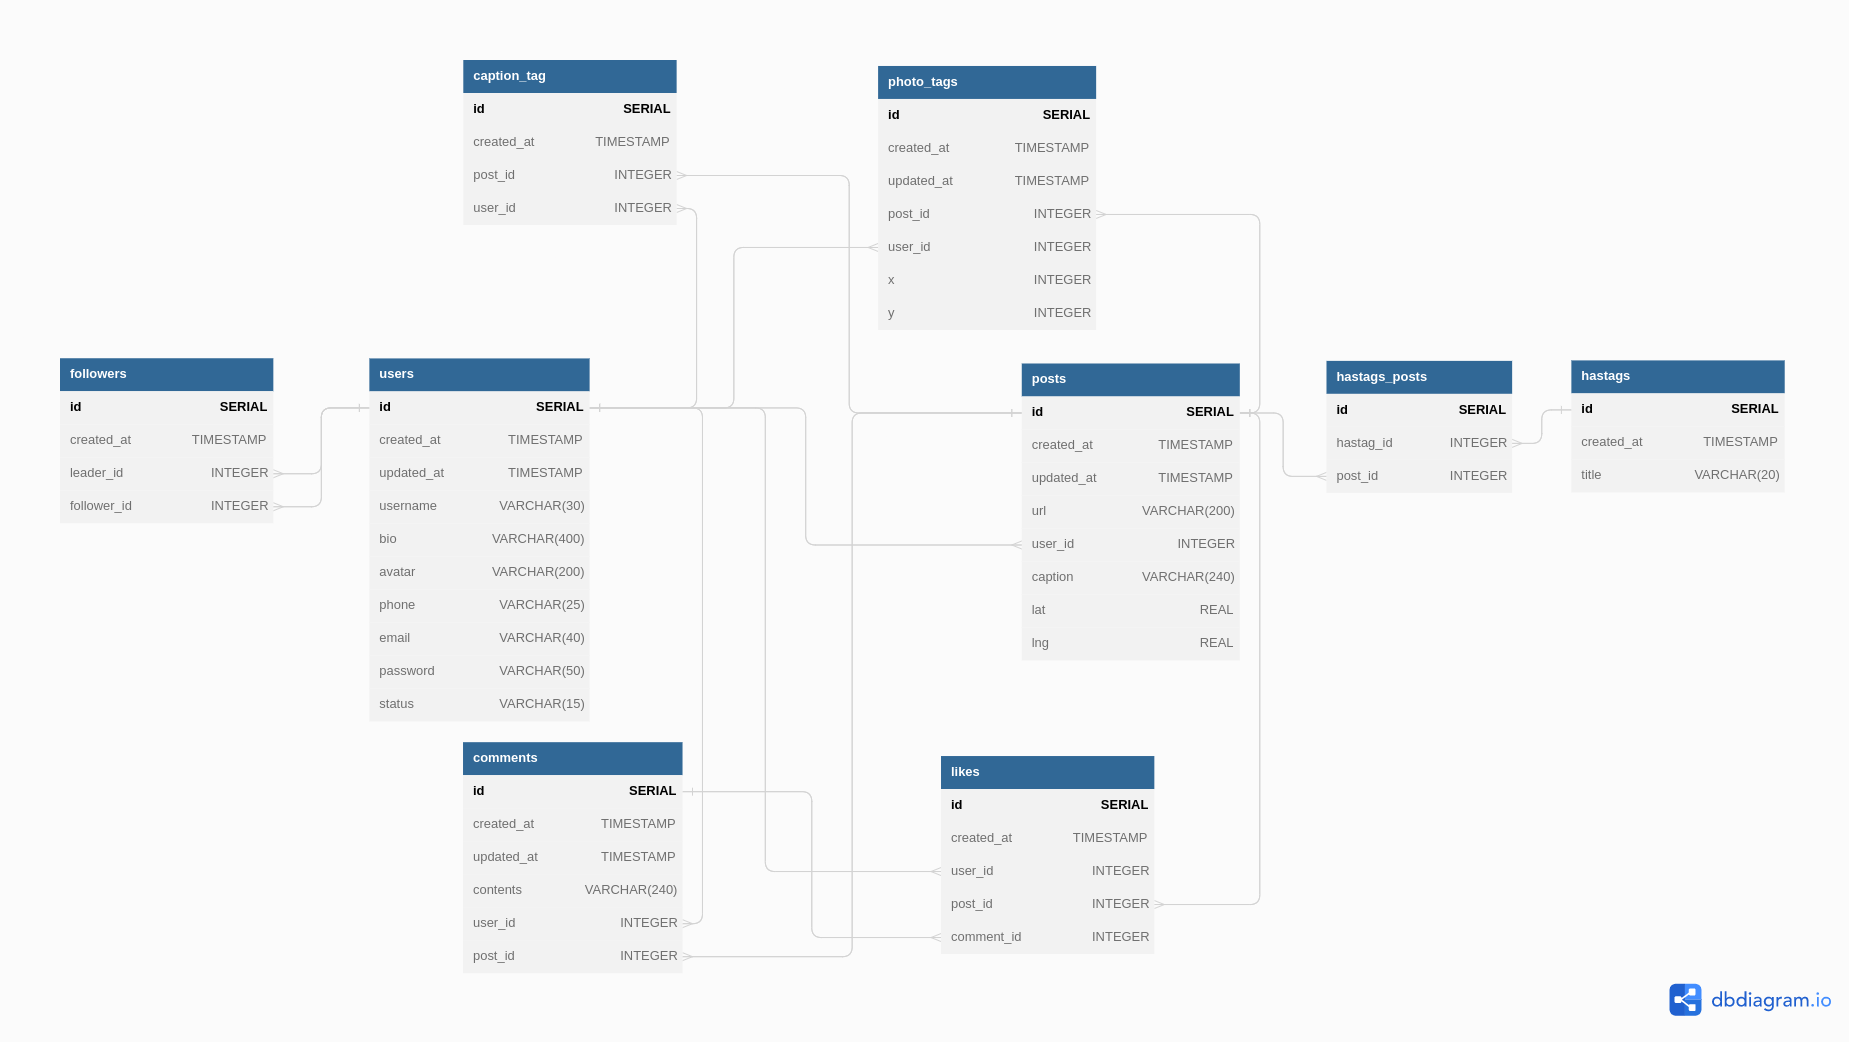 caption_tag
id SERIAL
created_at TIMESTAMP
post_id INTEGER
user_id INTEGER
photo_tags
id SERIAL
created_at TIMESTAMP
updated_at TIMESTAMP
post_id INTEGER
user_id INTEGER
x INTEGER
y INTEGER
followers
id SERIAL
created_at TIMESTAMP
leader_id INTEGER
follower_id INTEGER
users
id SERIAL
created_at TIMESTAMP
updated_at TIMESTAMP
username VARCHAR(30)
bio VARCHAR(400)
avatar VARCHAR(200)
phone VARCHAR(25)
email VARCHAR(40)
password VARCHAR(50)
status VARCHAR(15)
posts
id SERIAL
created_at TIMESTAMP
updated_at TIMESTAMP
url VARCHAR(200)
user_id INTEGER
caption VARCHAR(240)
lat REAL
lng REAL
hastags_posts
id SERIAL
hastag_id INTEGER
post_id INTEGER
hastags
id SERIAL
created_at TIMESTAMP
title VARCHAR(20)
comments
id SERIAL
created_at TIMESTAMP
updated_at TIMESTAMP
contents VARCHAR(240)
user_id INTEGER
post_id INTEGER
likes
id SERIAL
created_at TIMESTAMP
user_id INTEGER
post_id INTEGER
comment_id INTEGER
dbdiagram.io